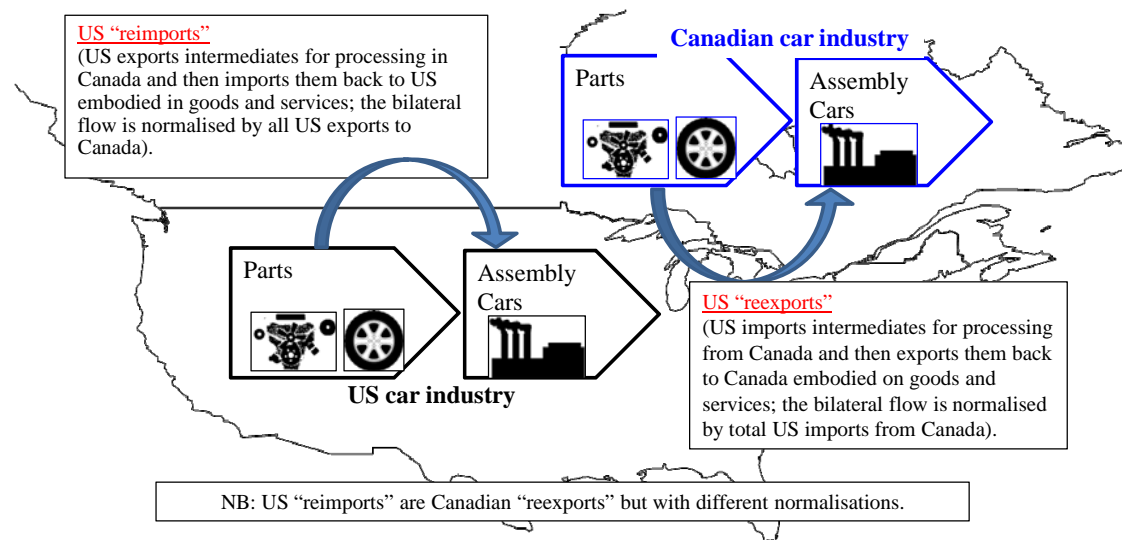 US “reimports”
(US exports intermediates for processing in
Canada and then imports them back to US
embodied in goods and services; the bilateral
flow is normalised by all US exports to
Canada).
Canadian car industry
Parts
Assembly
Cars
Parts
Assembly
Cars
US car industry
US “reexports”
(US imports intermediates for processing
from Canada and then exports them back
to Canada embodied on goods and
services; the bilateral flow is normalised
by total US imports from Canada).
NB: US “reimports” are Canadian “reexports” but with different normalisations.